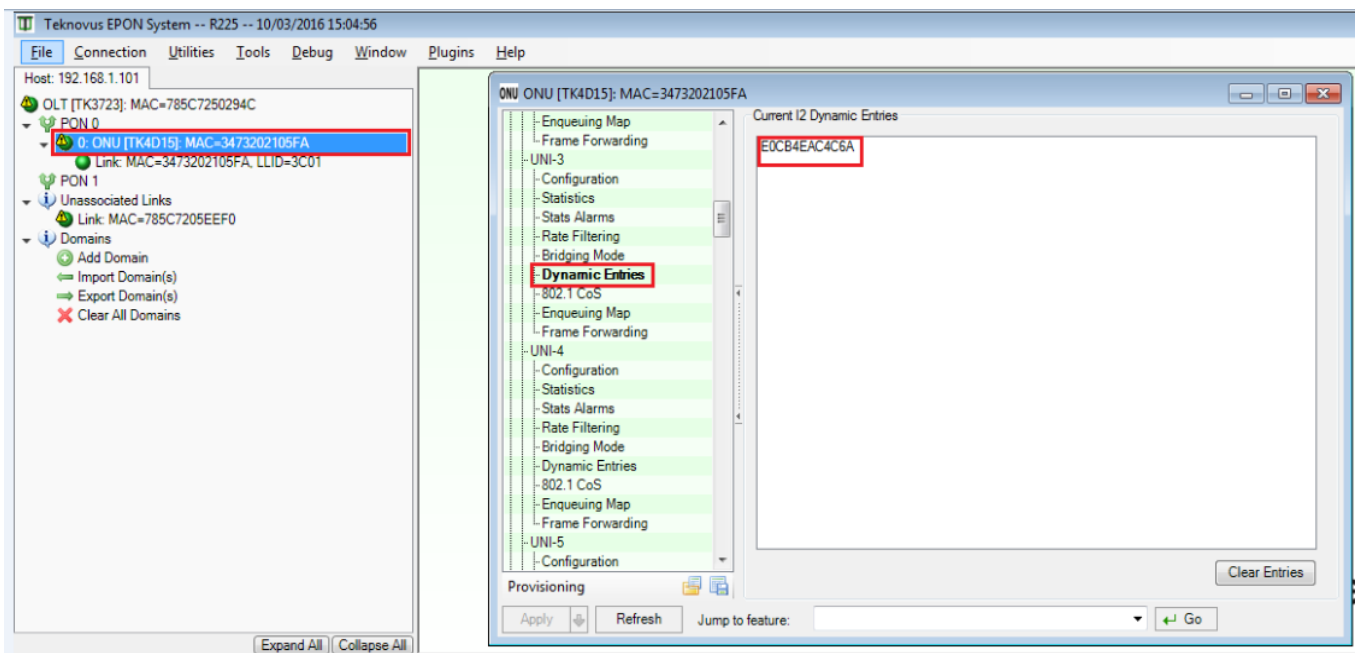 Teknovus EPON System -- R225 -- 10/03/2016 15:04:56
File Connection Utilities Tools Debug Window Plugins Help
Host: 192.168.1.101
OLT [TK3723]: MAC=785C7250294C
PON 0
0: ONU [TK4D15]: MAC=3473202105FA
Link: MAC=3473202105FA, LLID=3C01
PON 1
Unassociated Links
Link: MAC=785C7205EEF0
Domains
Add Domain
Import Domain(s)
Export Domain(s)
Clear All Domains
Expand All Collapse All
ONU ONU [TK4D15]: MAC=3473202105FA
Enqueuing Map
Frame Forwarding
UNI-3
Configuration
Statistics
Stats Alarms
Rate Filtering
Bridging Mode
Dynamic Entries
802.1 CoS
Enqueuing Map
Frame Forwarding
UNI-4
Configuration
Statistics
Stats Alarms
Rate Filtering
Bridging Mode
Dynamic Entries
802.1 CoS
Enqueuing Map
Frame Forwarding
UNI-5
Configuration
Provisioning
Current l2 Dynamic Entries
E0CB4EAC4C6A
Clear Entries
Apply Refresh Jump to feature: Go